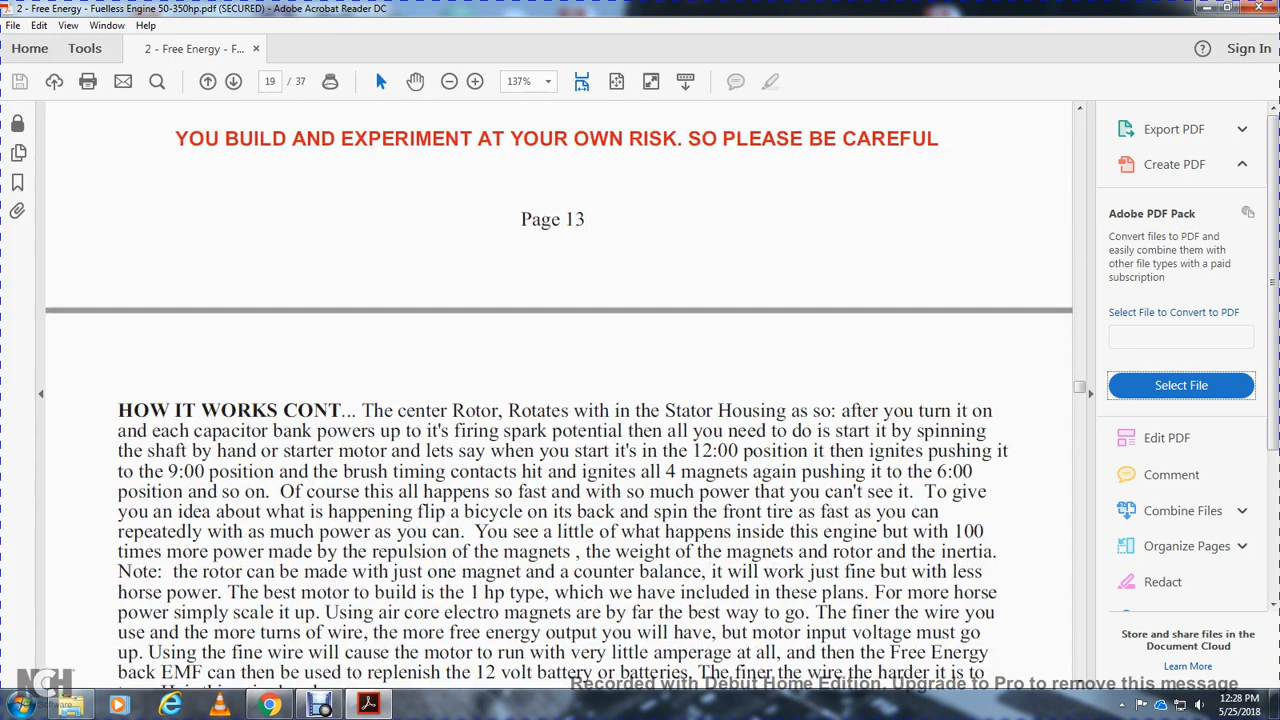 2 - Free Energy - Fueless Engine 50-350hp.pdf (SECURED) - Adobe Acrobat Reader DC
File Edit View Window Help
Home Tools 2 - Free Energy - F... × Sign In
19 / 37 137%
YOU BUILD AND EXPERIMENT AT YOUR OWN RISK. SO PLEASE BE CAREFUL
Page 13
HOW IT WORKS CONT... The center Rotor, Rotates with in the Stator Housing as so: after you turn it on
and each capacitor bank powers up to it's firing spark potential then all you need to do is start it by spinning
the shaft by hand or starter motor and lets say when you start it's in the 12:00 position it then ignites pushing it
to the 9:00 position and the brush timing contacts hit and ignites all 4 magnets again pushing it to the 6:00
position and so on. Of course this all happens so fast and with so much power that you can't see it. To give
you an idea about what is happening flip a bicycle on its back and spin the front tire as fast as you can
repeatedly with as much power as you can. You see a little of what happens inside this engine but with 100
times more power made by the repulsion of the magnets , the weight of the magnets and rotor and the inertia.
Note: the rotor can be made with just one magnet and a counter balance, it will work just fine but with less
horse power. The best motor to build is the 1 hp type, which we have included in these plans. For more horse
power simply scale it up. Using air core electro magnets are by far the best way to go. The finer the wire you
use and the more turns of wire, the more free energy output you will have, but motor input voltage must go
up. Using the fine wire will cause the motor to run with very little amperage at all, and then the Free Energy
back EMF can then be used to replenish the 12 volt battery or batteries. The finer the wire the harder it is to
Export PDF
Create PDF
Adobe PDF Pack
Convert files to PDF and
easily combine them with
other file types with a paid
subscription
Select File to Convert to PDF
Select File
Edit PDF
Comment
Combine Files
Organize Pages
Redact
Store and share files in the
Document Cloud
Learn More
NCH
Software
Recorded with Debut Home Edition. Upgrade to Pro to remove this message
12:28 PM
5/25/2018